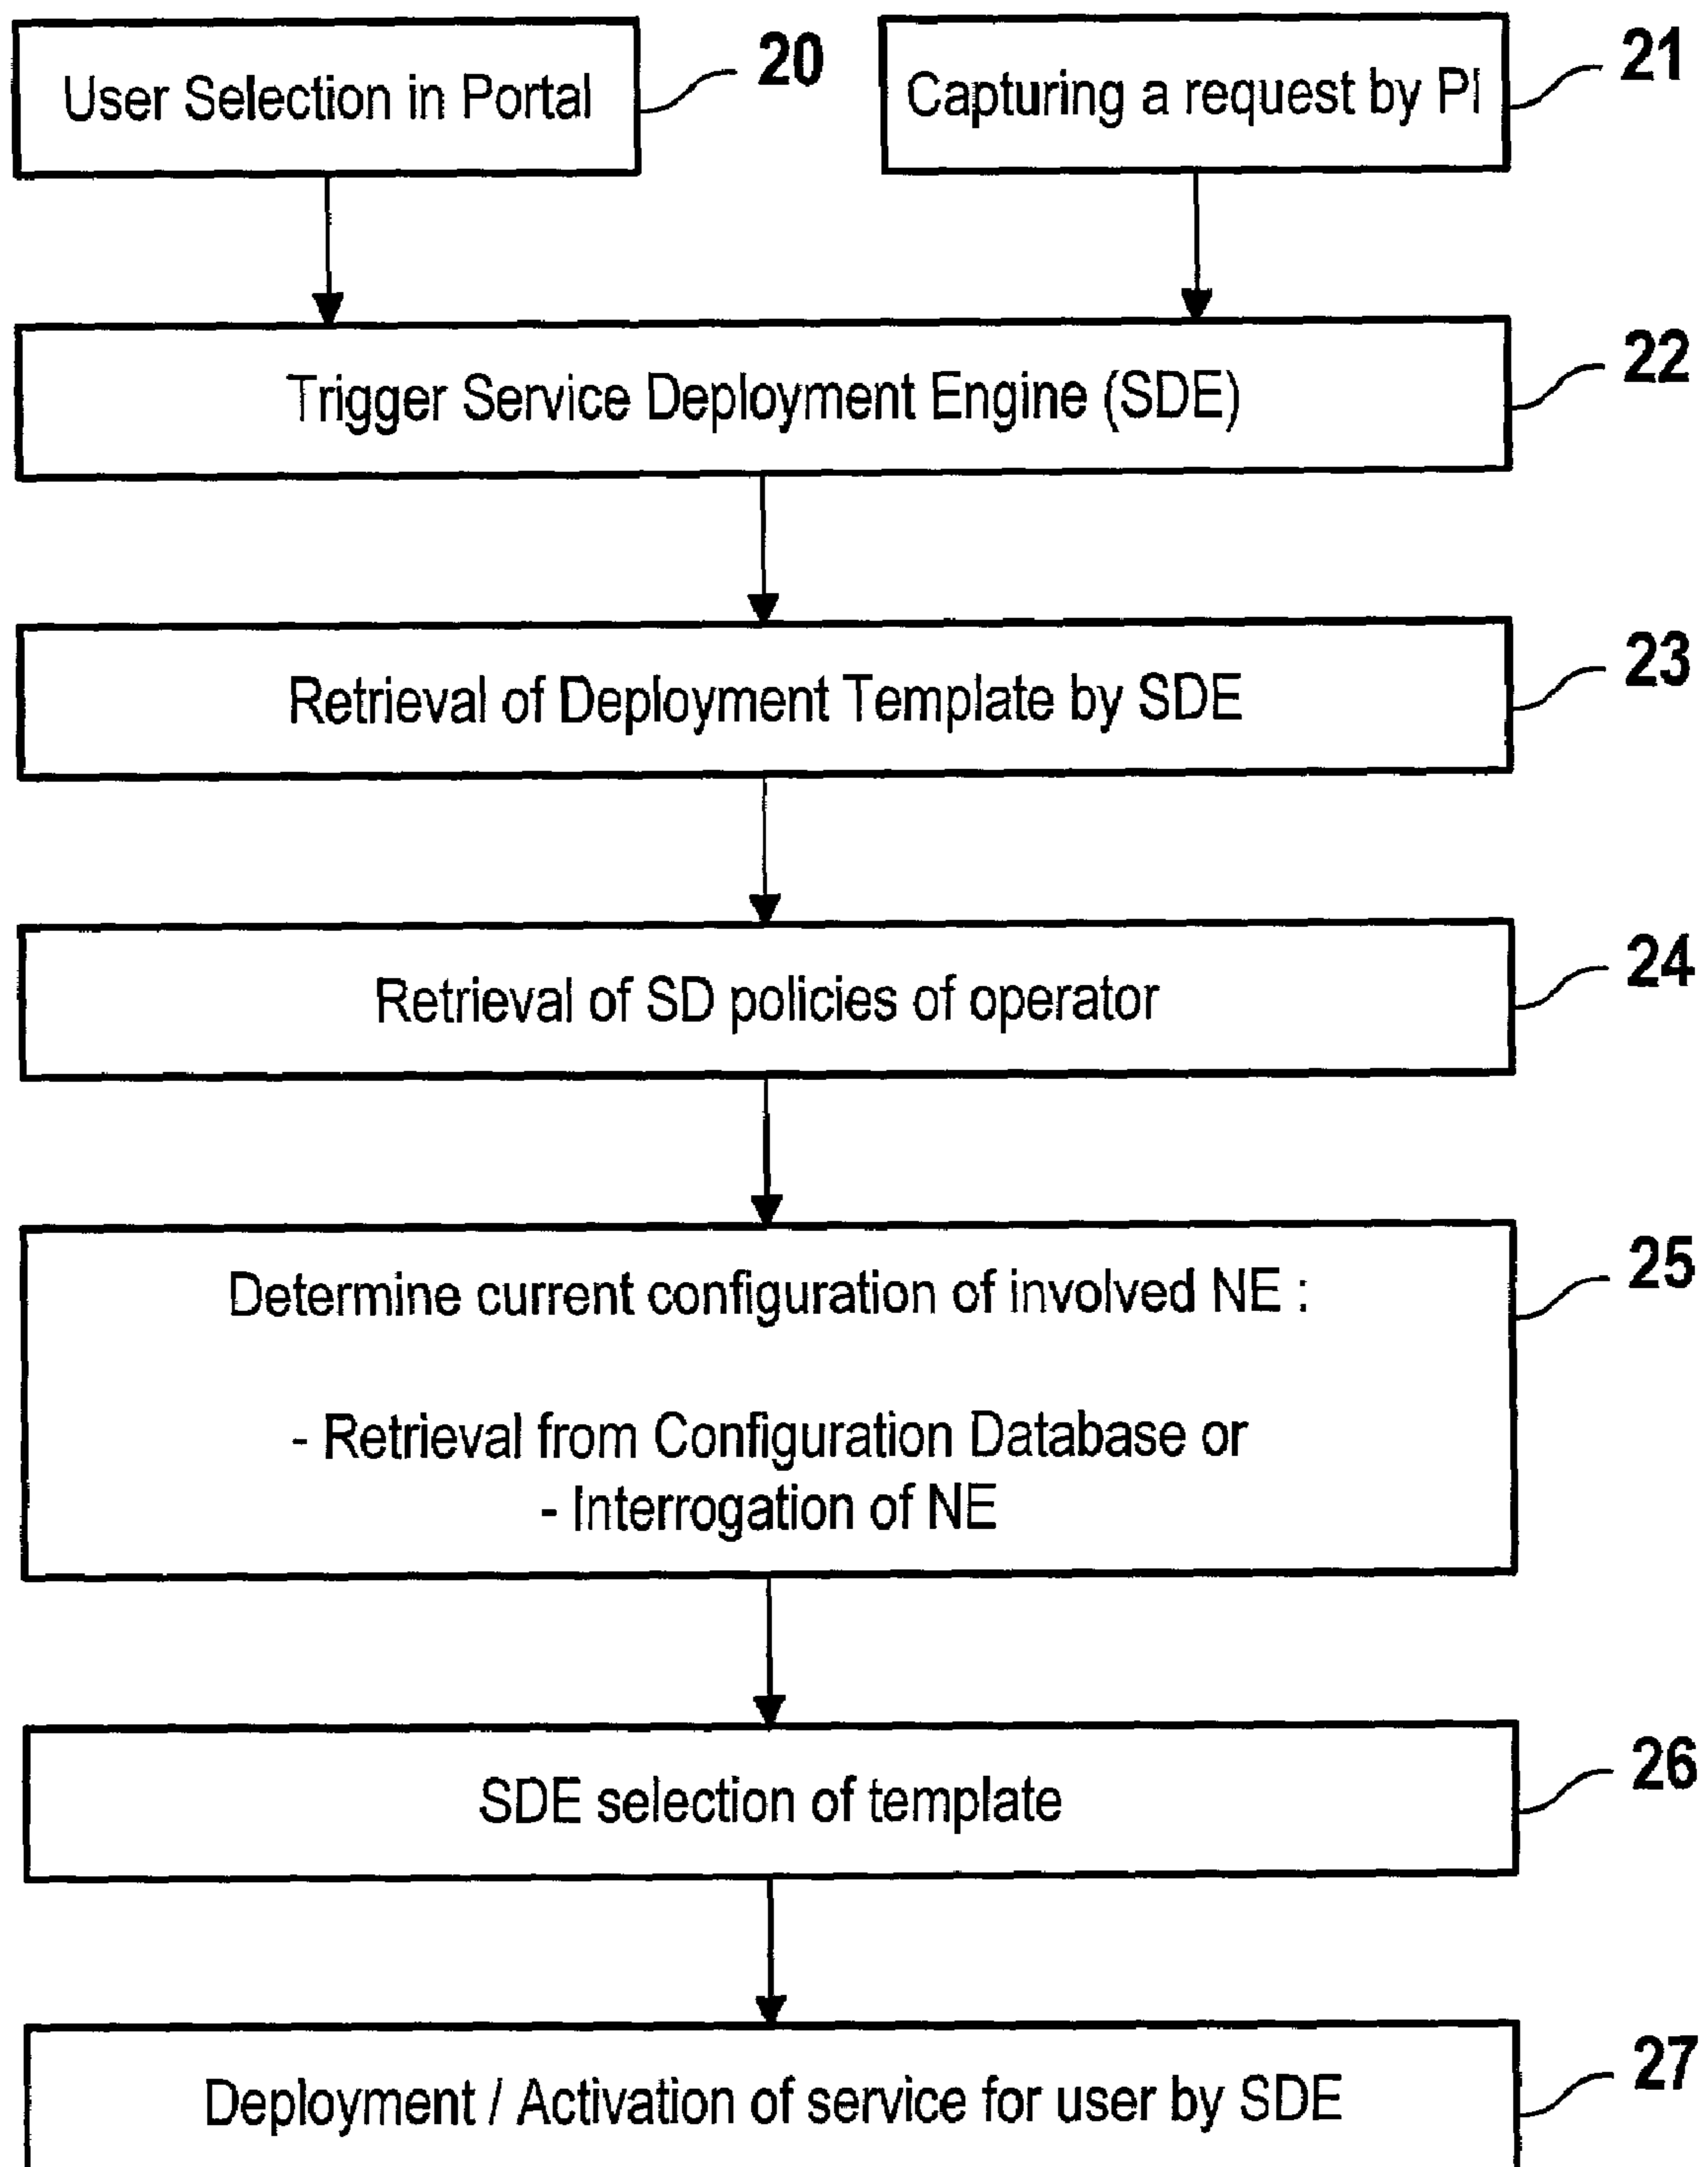 User Selection in Portal
20
Capturing a request by PI
21
Trigger Service Deployment Engine (SDE)
22
Retrieval of Deployment Template by SDE
23
Retrieval of SD policies of operator
24
Determine current configuration of involved NE :
- Retrieval from Configuration Database or
- Interrogation of NE
25
SDE selection of template
26
Deployment / Activation of service for user by SDE
27